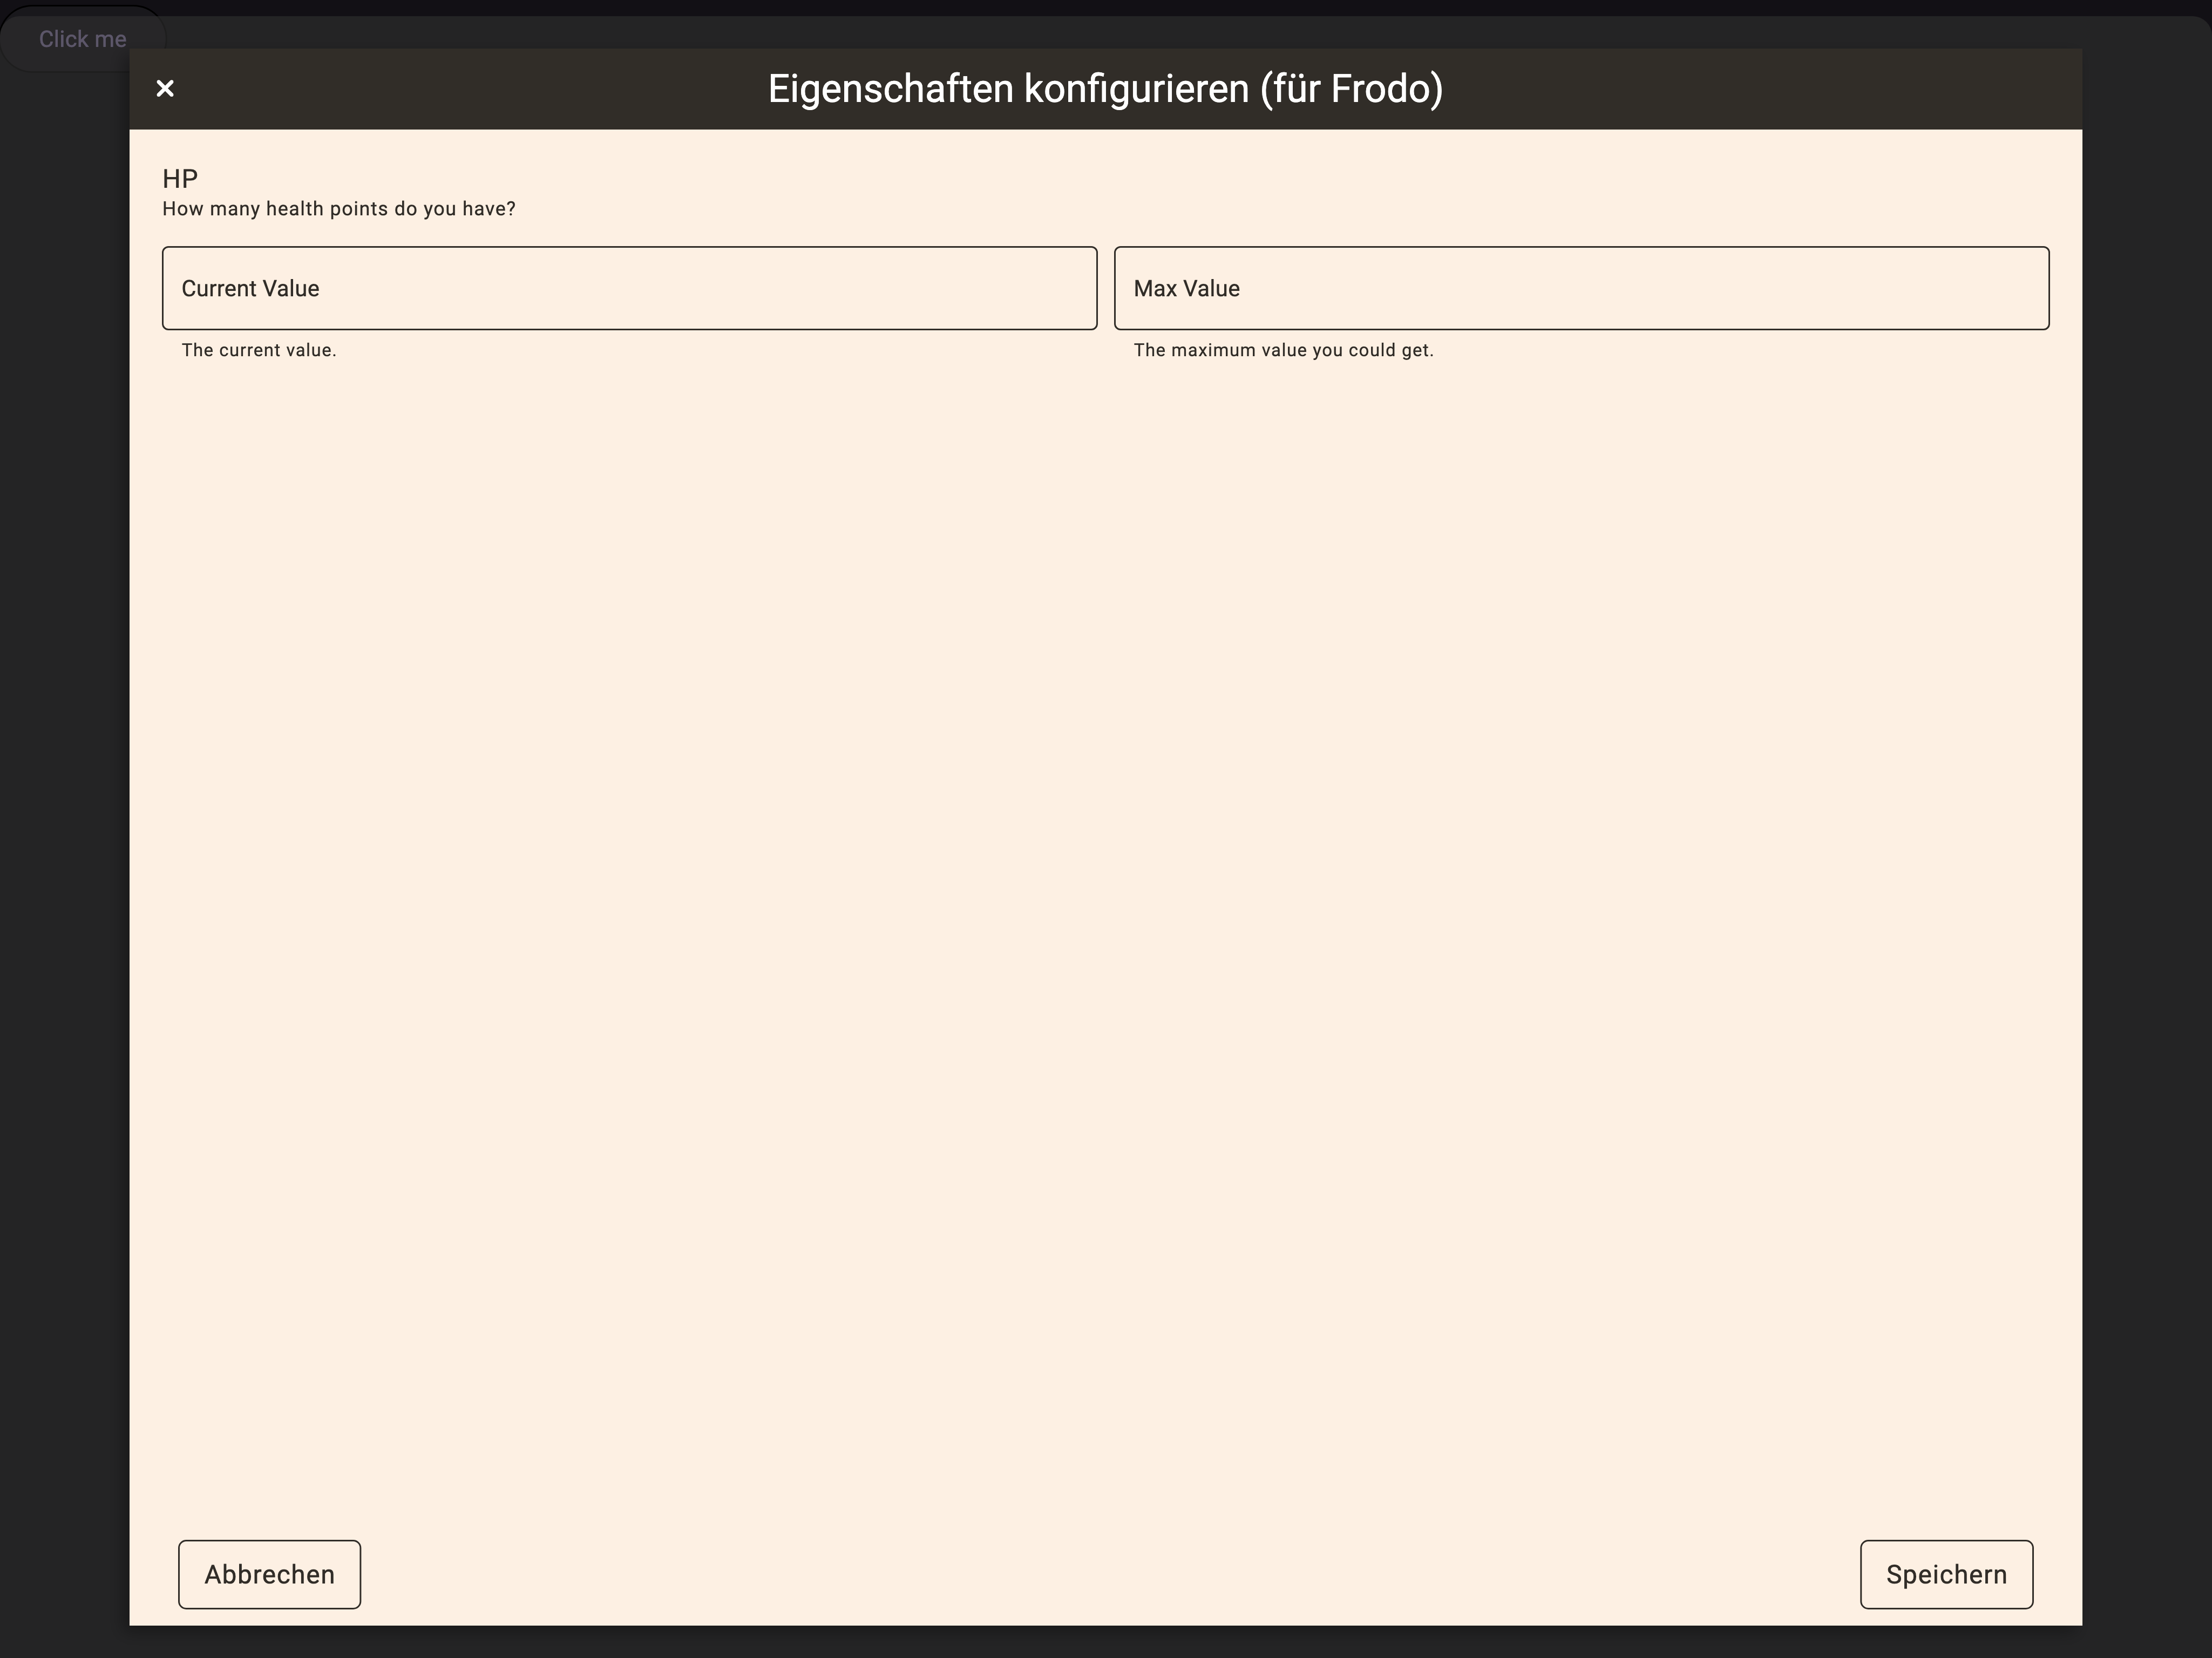 Click me
Eigenschaften konfigurieren (für Frodo)
HP
How many health points do you have?
Current Value
Max Value
The current value.
The maximum value you could get.
Abbrechen
Speichern